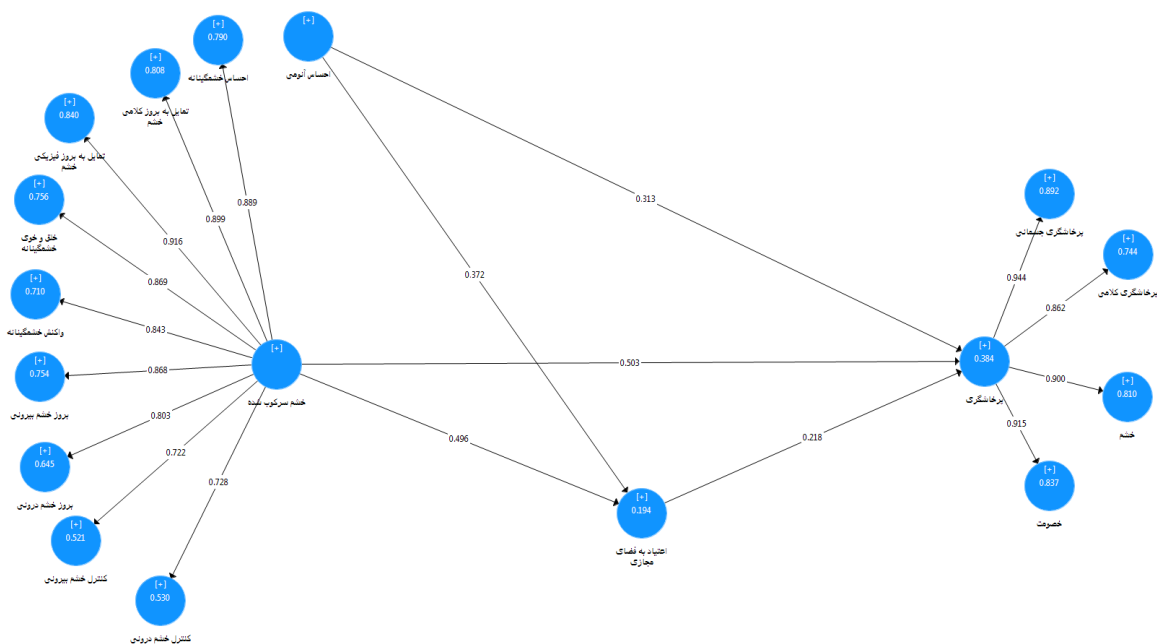 [+]
0.790
احساس خشمگینانه
[+]
احساس آنومی
[+]
0.808
تمایل به بروز کلامی
خشم
[+]
0.840
تمایل به بروز فیزیکی
خشم
[+]
0.756
خلق و خوی
خشمگینانه
[+]
0.710
واکنش خشمگینانه
[+]
0.754
بروز خشم بیرونی
[+]
0.645
بروز خشم درونی
[+]
0.521
کنترل خشم بیرونی
[+]
0.530
کنترل خشم درونی
0.889
0.899
0.916
0.869
0.843
0.868
0.803
0.722
0.728
[+]
خشم سرکوب شده
0.313
0.372
0.503
0.496
0.218
[+]
0.194
اعتیاد به فضای
مجازی
[+]
0.384
پرخاشگری
0.944
0.862
0.900
0.915
[+]
0.892
پرخاشگری جسمانی
[+]
0.744
پرخاشگری کلامی
[+]
0.810
خشم
[+]
0.837
خصومت